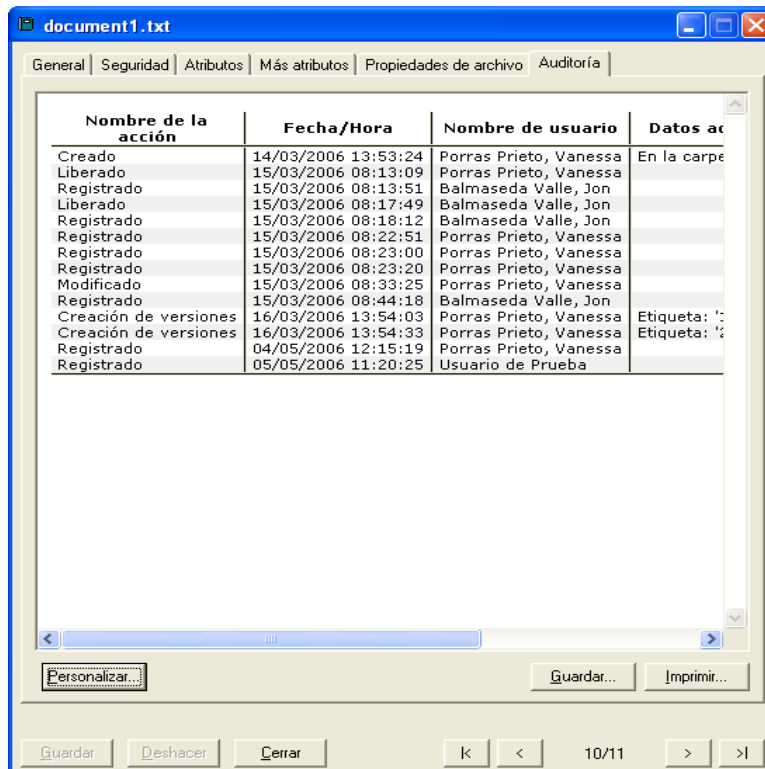 document1.txt
General Seguridad Atributos Más atributos Propiedades de archivo Auditoría
Nombre de la acción Fecha/Hora Nombre de usuario Datos
Creado 14/03/2006 13:53:24 Porras Prieto, Vanessa En la
Liberado 15/03/2006 08:13:09 Porras Prieto, Vanessa
Registrado 15/03/2006 08:13:51 Balmaseda Valle, Jon
Liberado 15/03/2006 08:17:49 Balmaseda Valle, Jon
Registrado 15/03/2006 08:18:12 Balmaseda Valle, Jon
Registrado 15/03/2006 08:22:51 Porras Prieto, Vanessa
Registrado 15/03/2006 08:23:00 Porras Prieto, Vanessa
Registrado 15/03/2006 08:23:20 Porras Prieto, Vanessa
Modificado 15/03/2006 08:33:25 Porras Prieto, Vanessa
Registrado 15/03/2006 08:44:18 Balmaseda Valle, Jon
Creación de versiones 16/03/2006 13:54:03 Porras Prieto, Vanessa Etiqueta:
Creación de versiones 16/03/2006 13:54:33 Porras Prieto, Vanessa Etiqueta:
Registrado 04/05/2006 12:15:19 Porras Prieto, Vanessa
Registrado 05/05/2006 11:20:25 Usuario de Prueba
Personalizar... Guardar... Imprimir...
Guardar Deshacer Cerrar 10/11